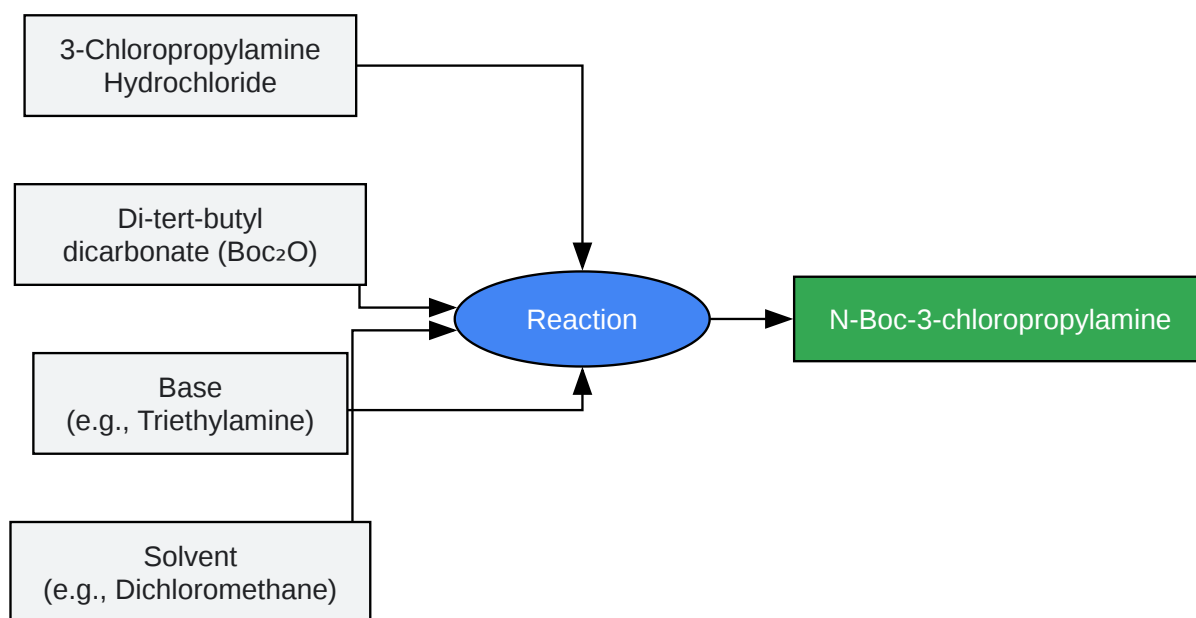 3-Chloropropylamine
Hydrochloride
Di-tert-butyl
dicarbonate (Boc₂O)
Base
(e.g., Triethylamine)
Solvent
(e.g., Dichloromethane)
Reaction
N-Boc-3-chloropropylamine